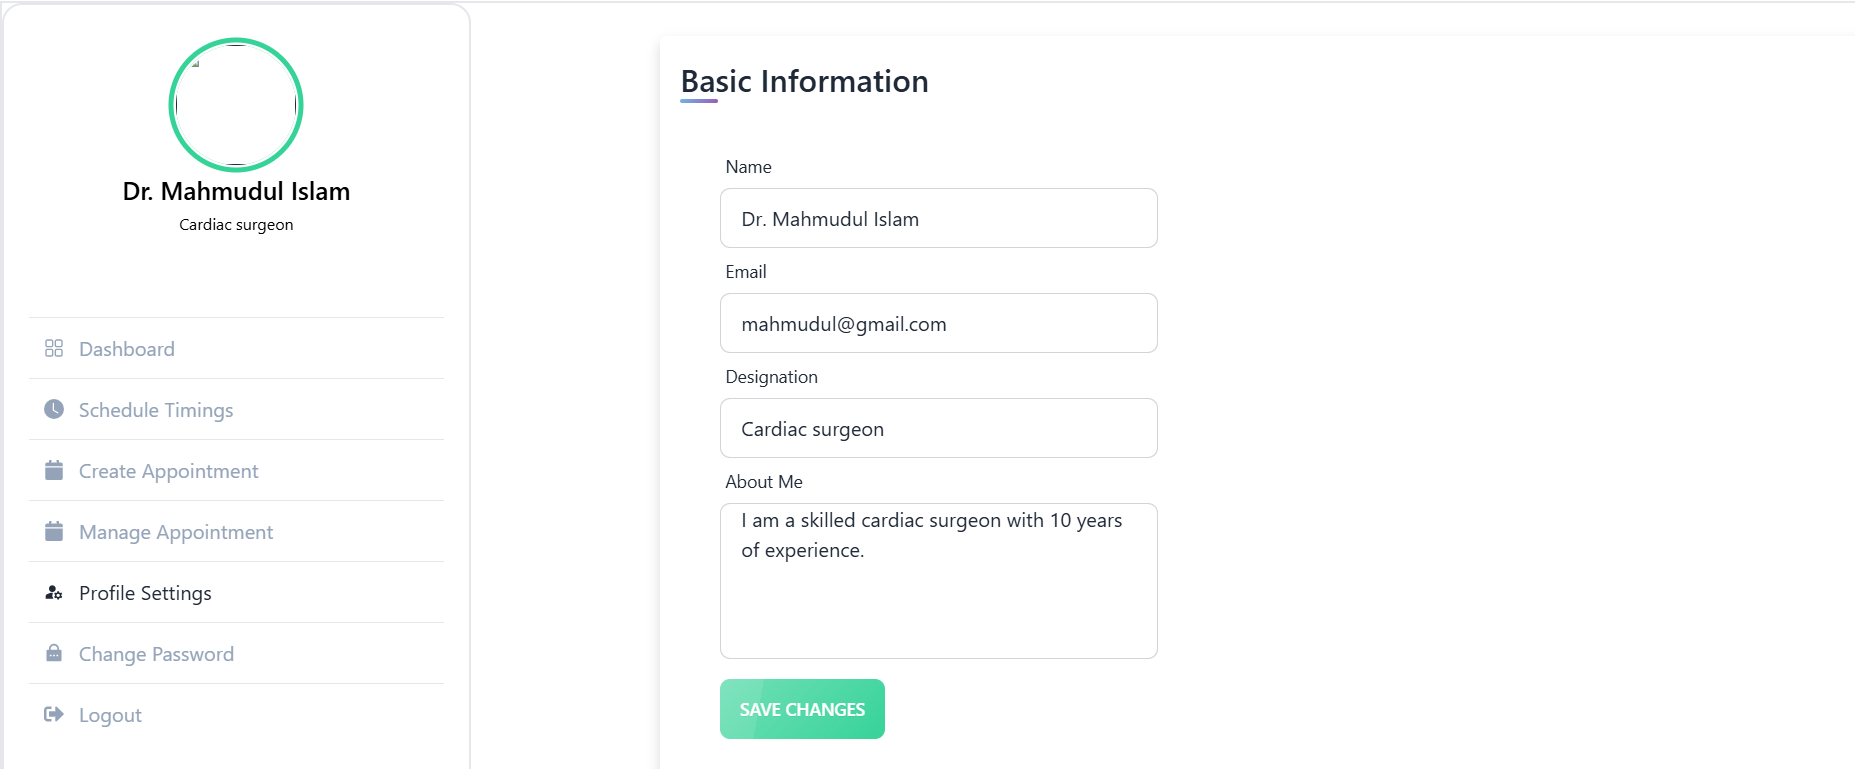 Dr. Mahmudul Islam
Cardiac surgeon
Dashboard
Schedule Timings
Create Appointment
Manage Appointment
Profile Settings
Change Password
Logout
Basic Information
Name
Dr. Mahmudul Islam
Email
mahmudul@gmail.com
Designation
Cardiac surgeon
About Me
I am a skilled cardiac surgeon with 10 years
of experience.
SAVE CHANGES